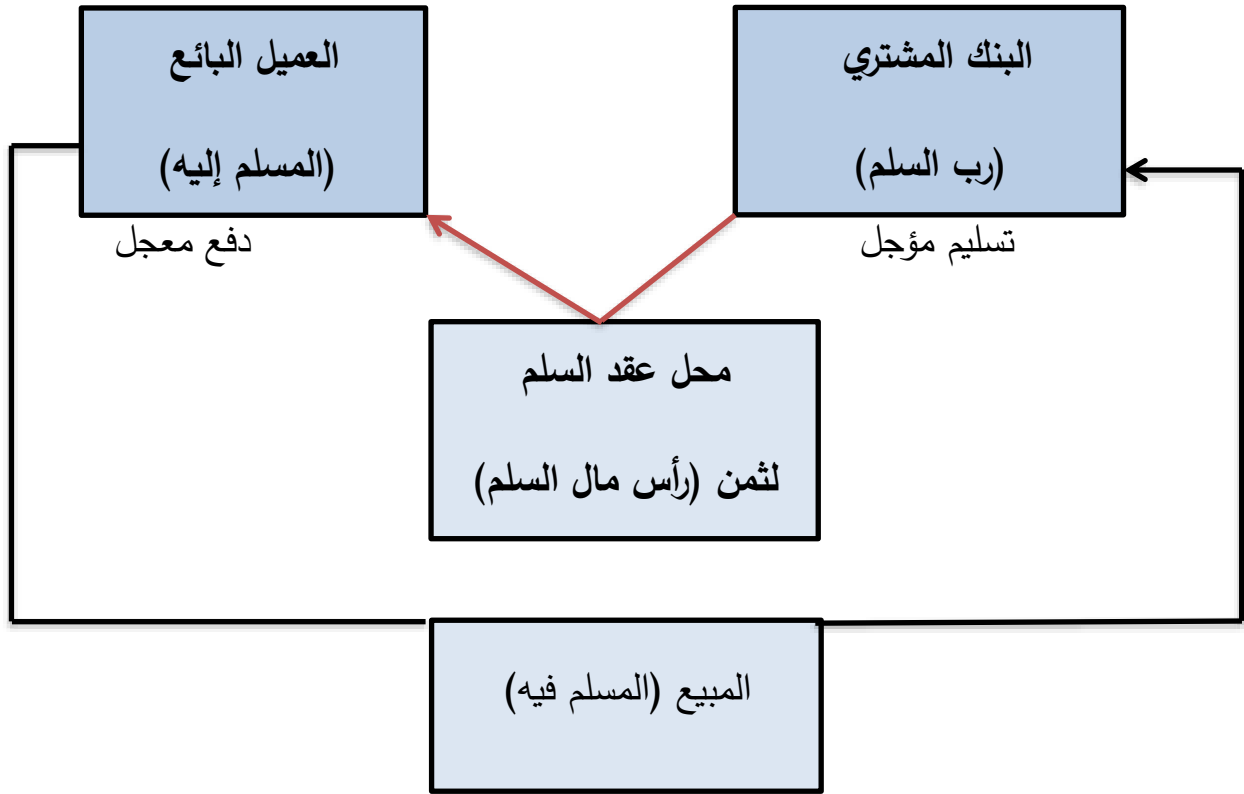 البنك المشتري
(رب السلم)
العميل البائع
(المسلم إليه)
تسليم مؤجل
دفع معجل
محل عقد السلم
لثمن (رأس مال السلم)
المبيع (المسلم فيه)